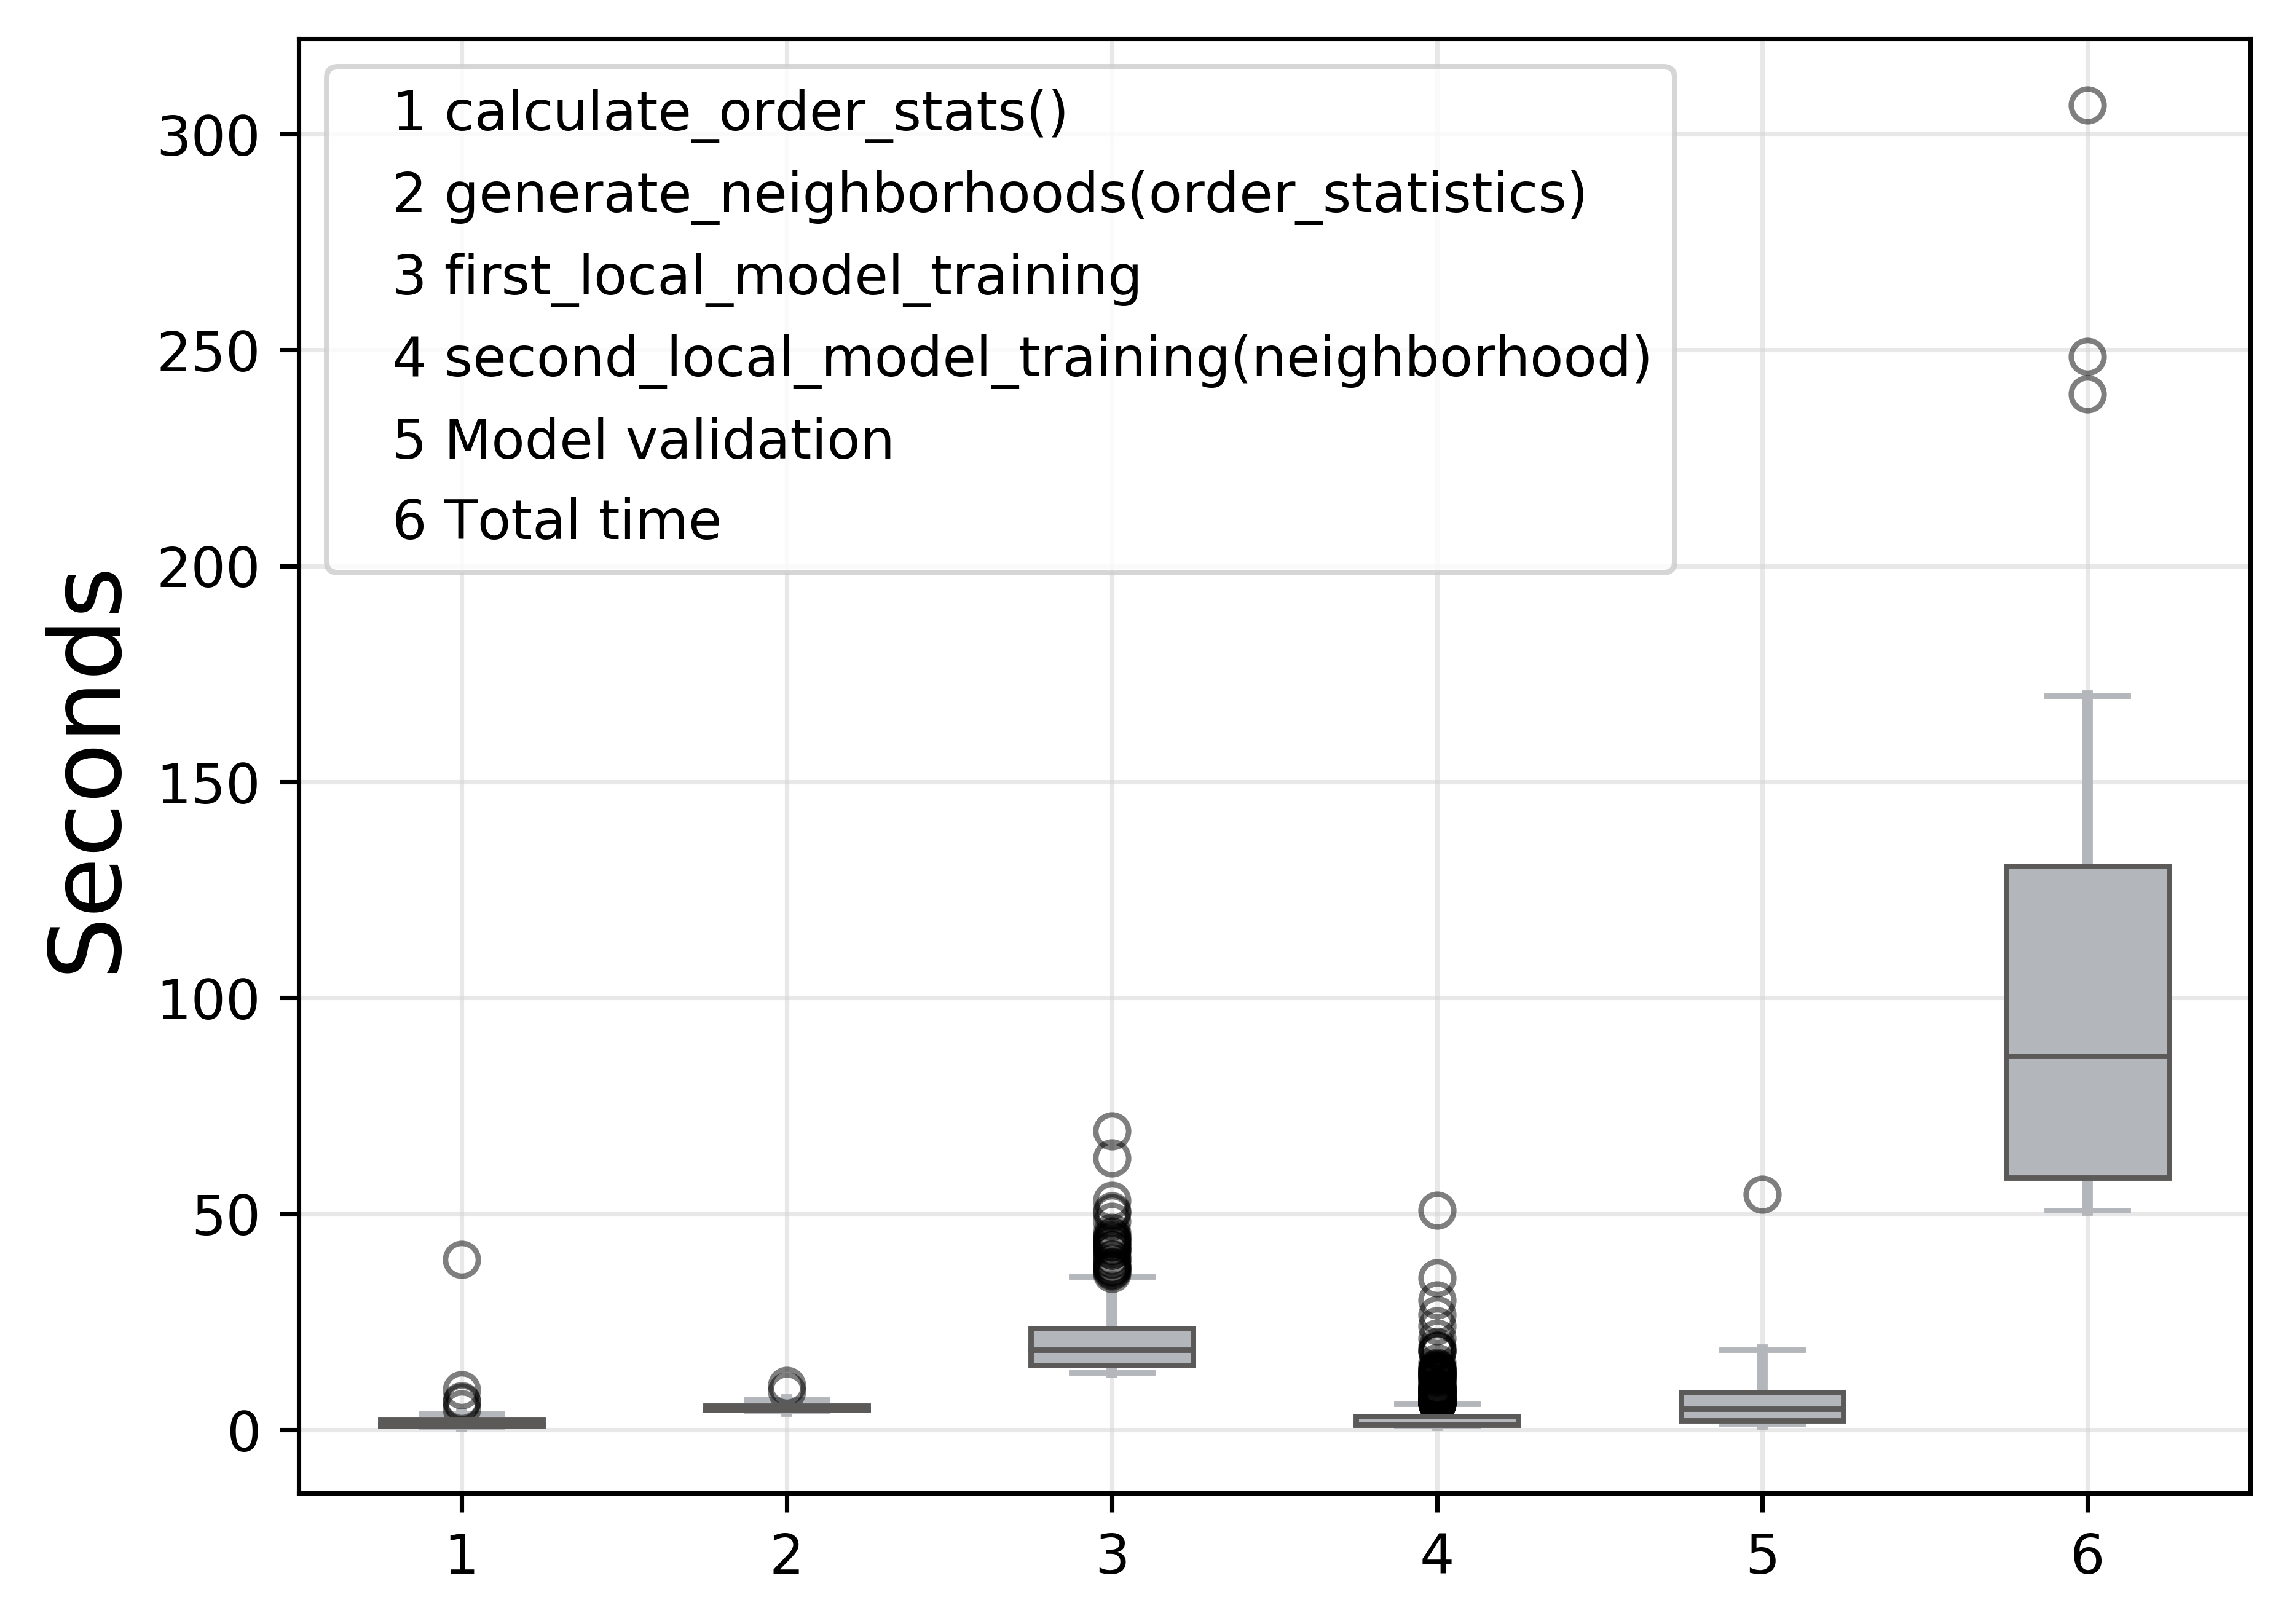 1 calculate_order_stats()
2 generate_neighborhoods(order_statistics)
3 first_local_model_training
4 second_local_model_training(neighborhood)
5 Model validation
6 Total time
Seconds
300
250
200
150
100
50
0
1 2 3 4 5 6